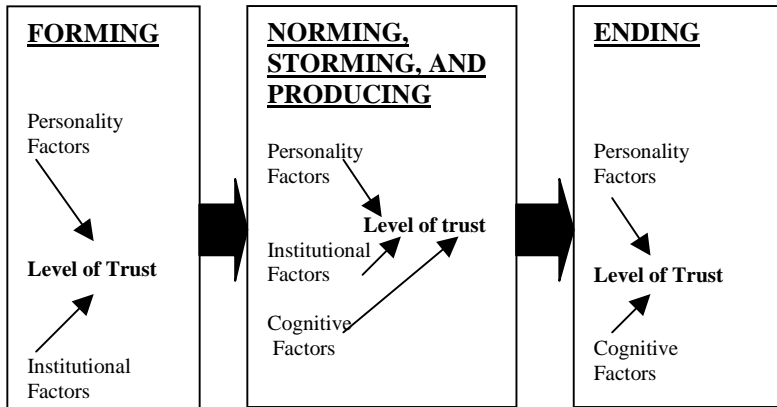 FORMING
Personality
Factors
Level of Trust
Institutional
Factors
NORMING,
STORMING, AND
PRODUCING
Personality
Factors
Level of trust
Institutional
Factors
Cognitive
Factors
ENDING
Personality
Factors
Level of Trust
Cognitive
Factors